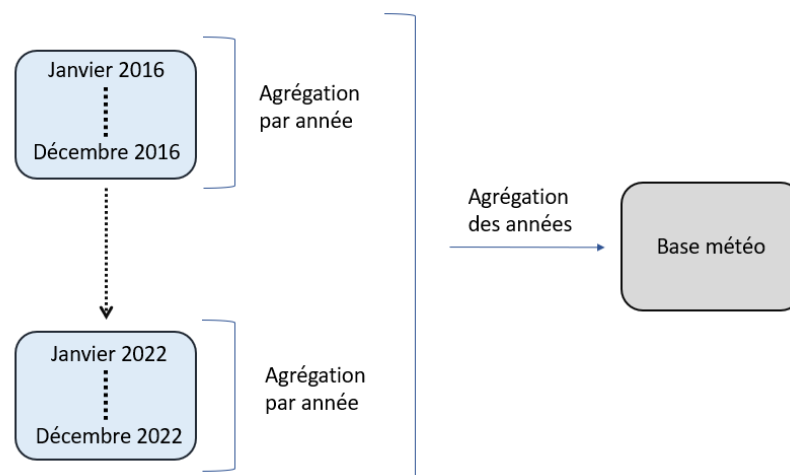 Janvier 2016
Décembre 2016
Agrégation
par année
Janvier 2022
Décembre 2022
Agrégation
par année
Agrégation
des années
Base météo